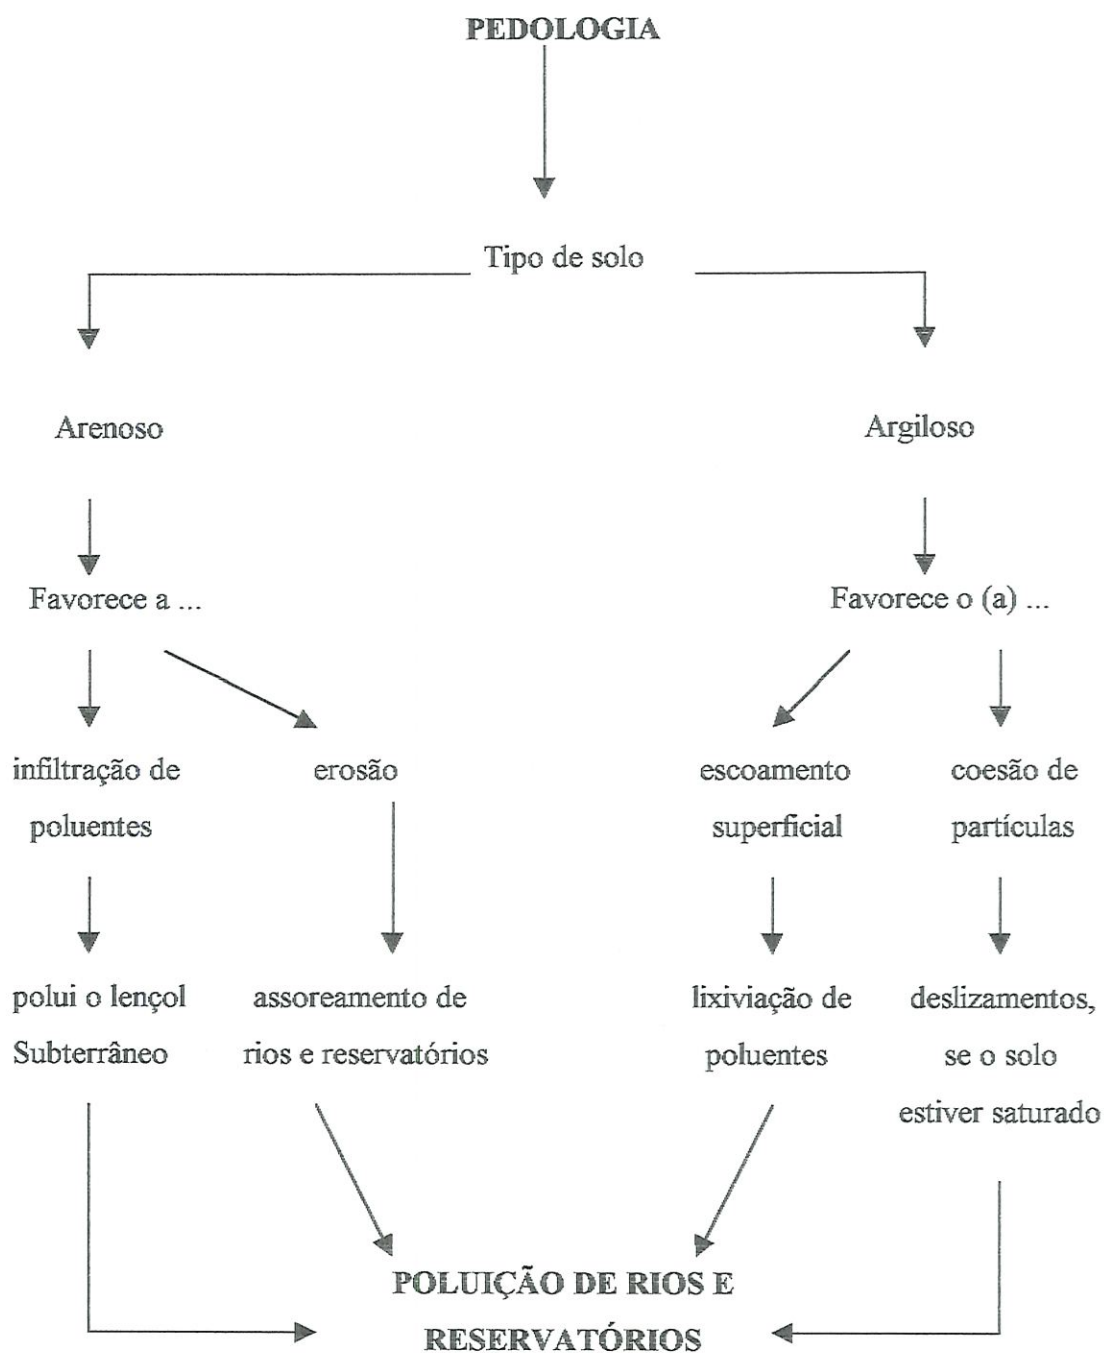 PEDOLOGIA
Tipo de solo
Arenoso
Argiloso
Favorece a ...
Favorece o (a) ...
infiltração de
poluentes
erosão
escoamento
superficial
coesão de
partículas
polui o lençol
Subterrâneo
assoreamento de
rios e reservatórios
lixiviação de
poluentes
deslizamentos,
se o solo
estiver saturado
POLUIÇÃO DE RIOS E
RESERVATÓRIOS